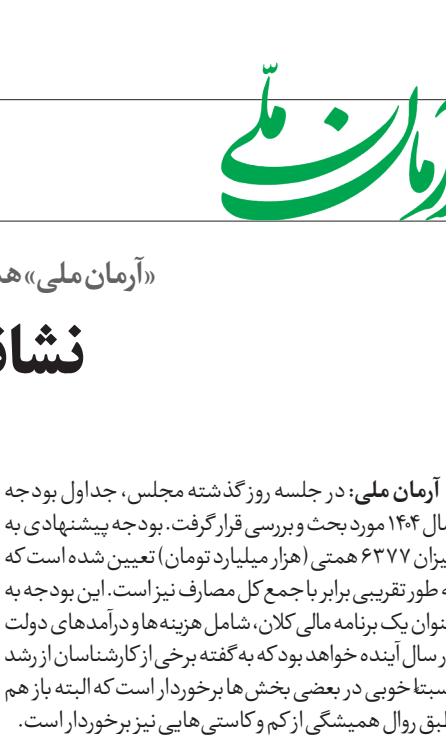 رمان ملّی
«آرمان ملی» هم
نشان
آرمان ملی: در جلسه روز گذشته مجلس، جداول بودجه
سال ۱۴۰۴ مورد بحث و بررسی قرار گرفت. بودجه پیشنهادی به
میزان ۶۳۷۷ همتی (هزار میلیارد تومان) تعیین شده است که
ه طور تقریبی برابر با جمع کل مصارف نیز است. این بودجه به
عنوان یک برنامه مالی کلان، شامل هزینه‌ها و درآمدهای دولت
در سال آینده خواهد بود که به گفته برخی از کارشناسان از رشد
نسبتاً خوبی در بعضی بخش‌ها برخوردار است که البته باز هم
طبق روال همیشگی از کم و کاستی‌هایی نیز برخوردار است.